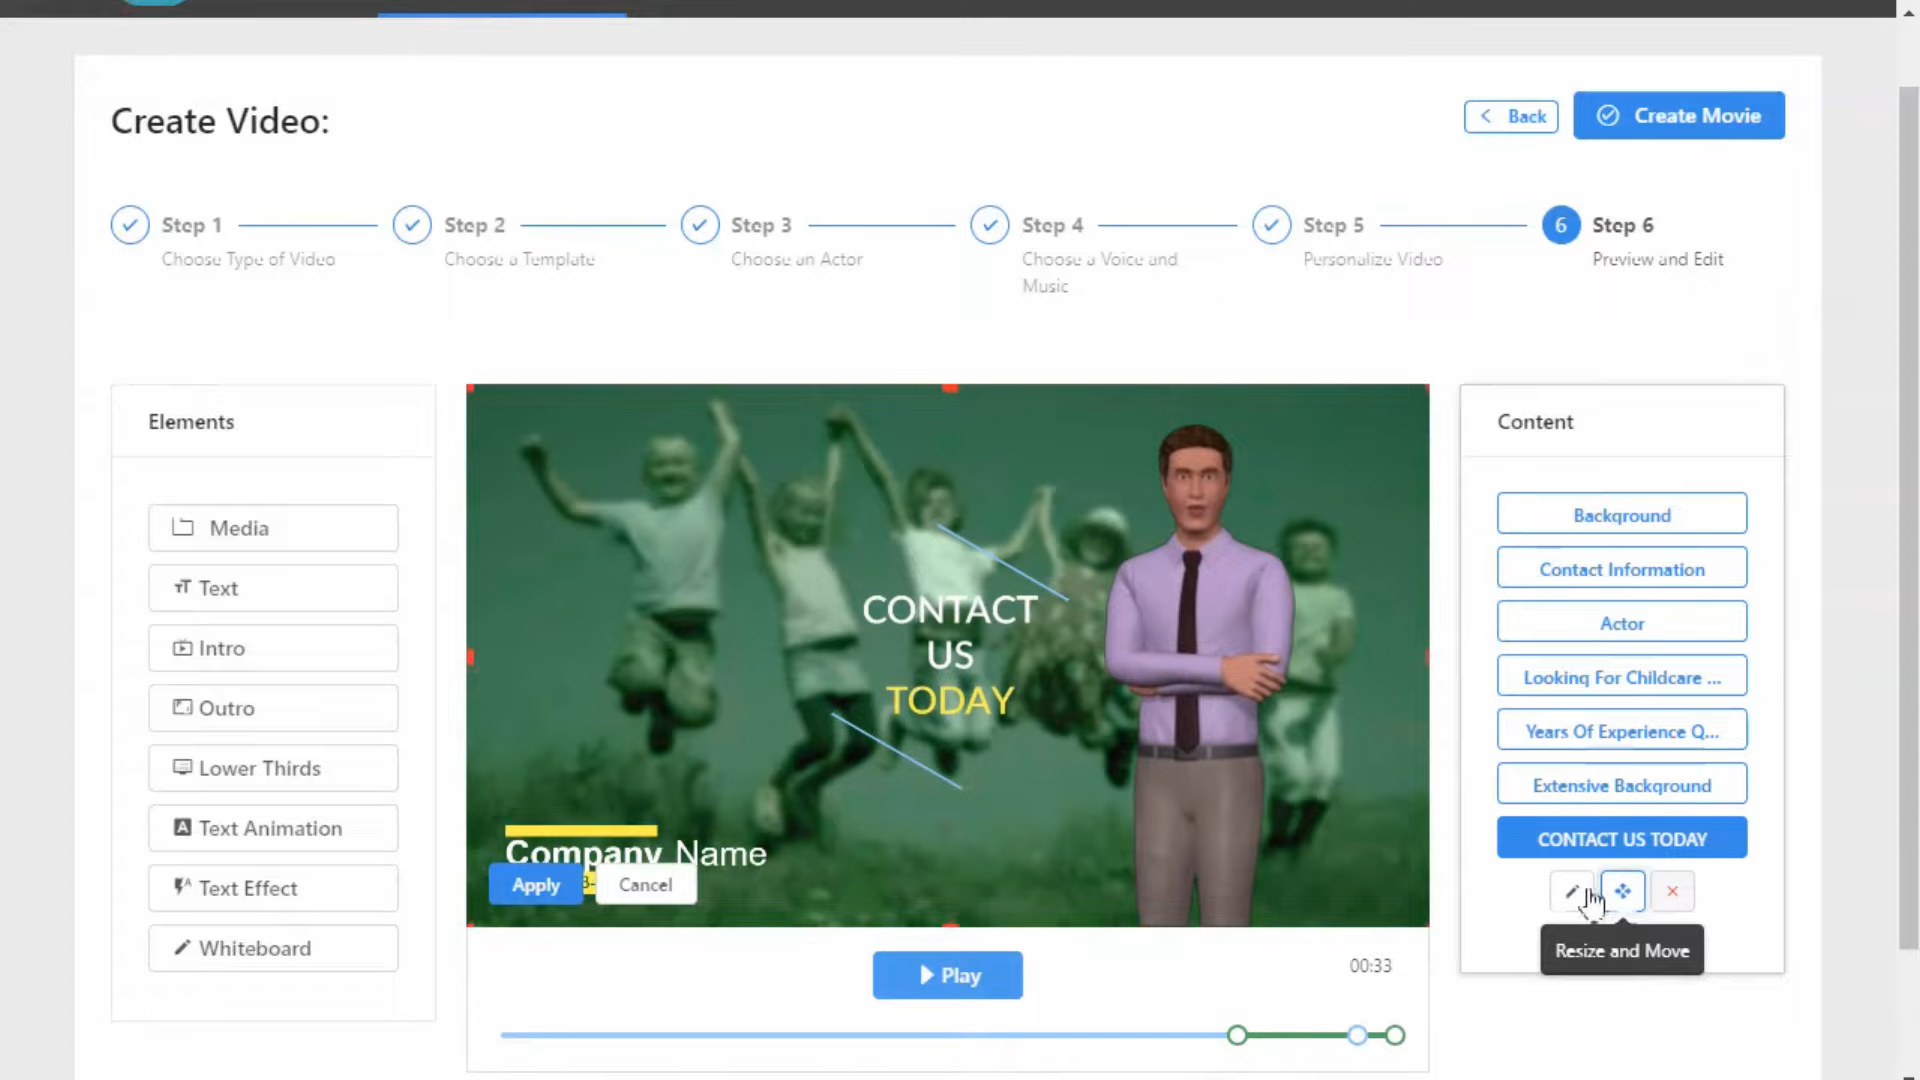 Create Video:
Back
Create Movie
Step 1
Choose Type of Video
Step 2
Choose a Template
Step 3
Choose an Actor
Step 4
Choose a Voice and
Music
Step 5
Personalize Video
6
Step 6
Preview and Edit
Elements
Media
Text
Intro
Outro
Lower Thirds
Text Animation
Text Effect
Whiteboard
CONTACT
US
TODAY
Company Name
Apply
3-
Cancel
Play
00:33
Content
Background
Contact Information
Actor
Looking For Childcare ...
Years Of Experience Q...
Extensive Background
CONTACT US TODAY
Resize and Move